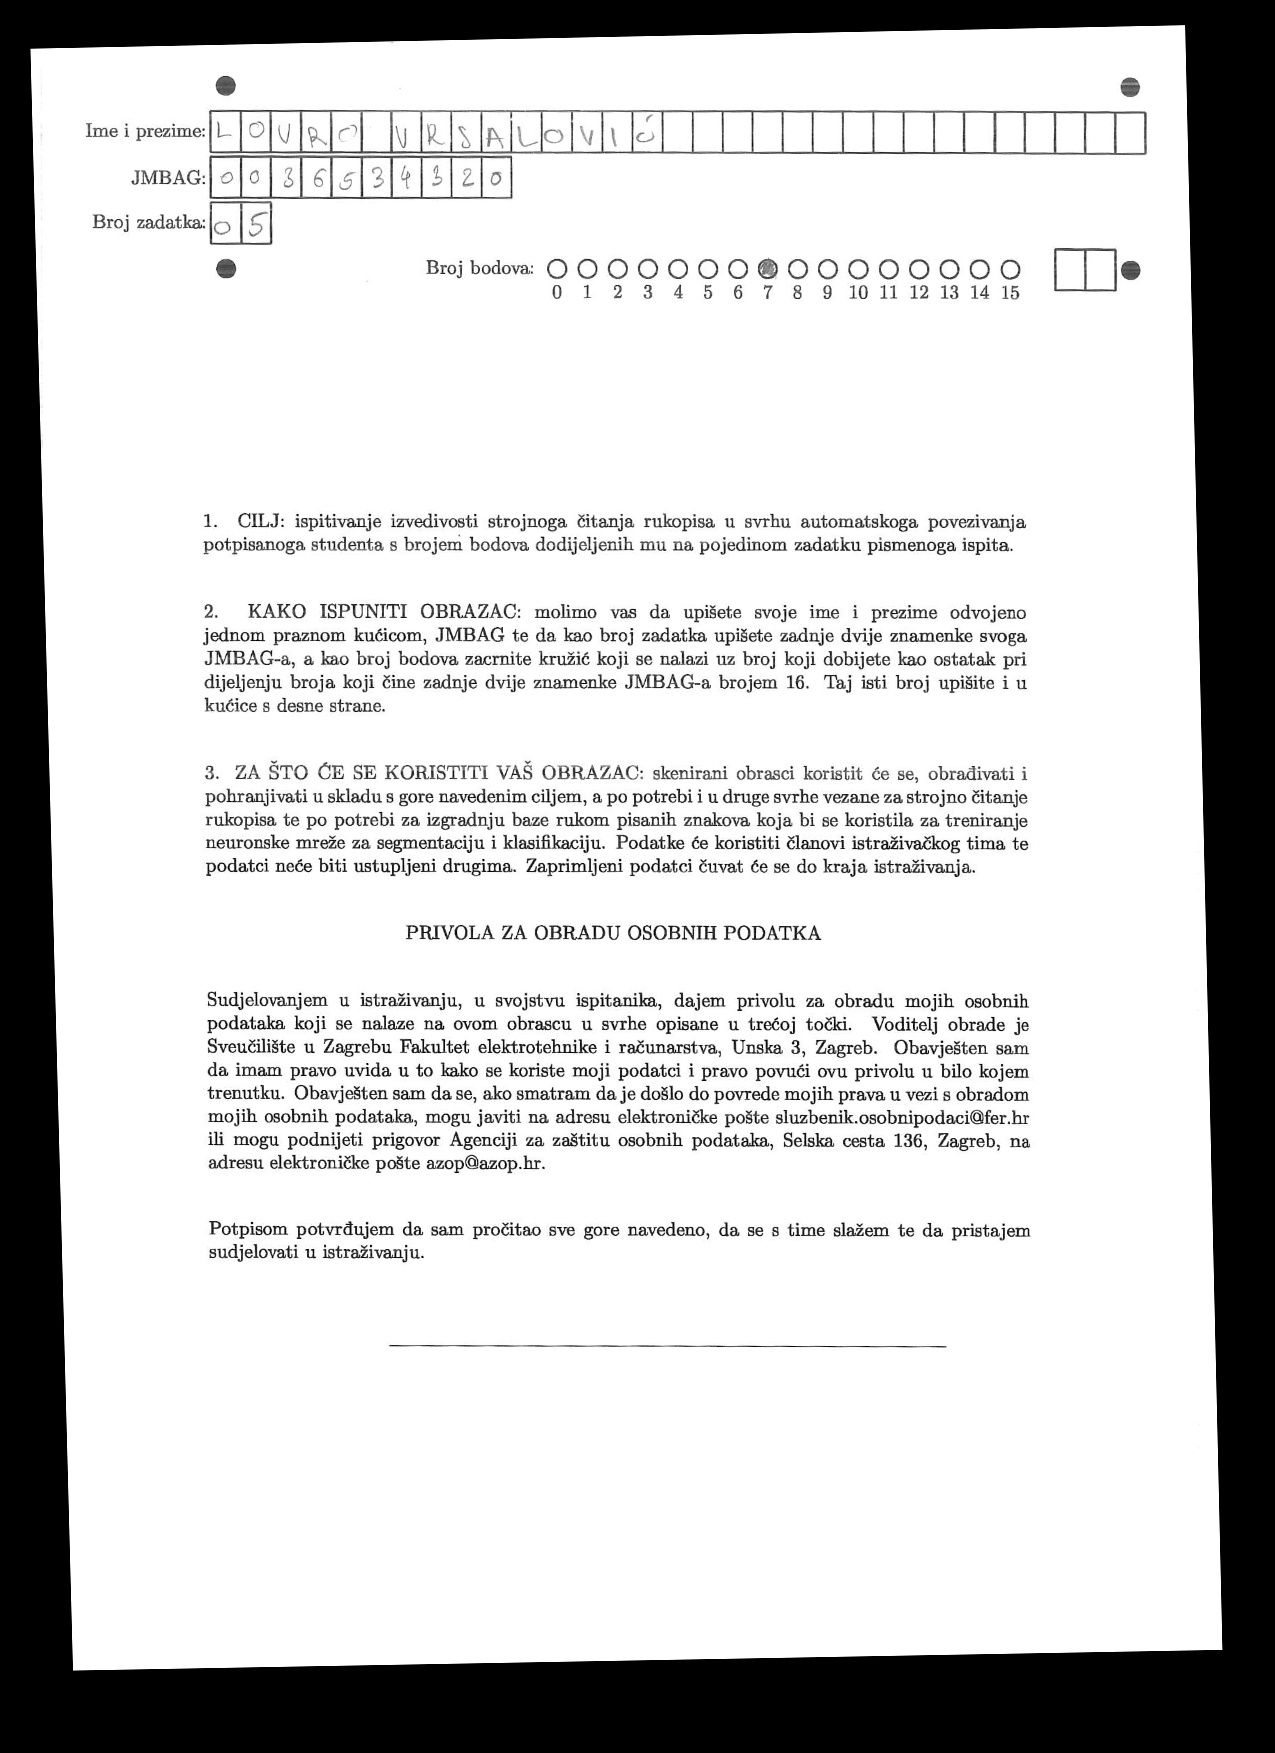 Ime i prezime: LOVRO VRSALOVIĆ
JMBAG: 0036534320
Broj zadatka: 05
Broj bodova:
0 1 2 3 4 5 6 7 8 9 10 11 12 13 14 15
1. CILJ: ispitivanje izvedivosti strojnoga čitanja rukopisa u svrhu automatskoga povezivanja
potpisanoga studenta s brojem bodova dodijeljenih mu na pojedinom zadatku pismenoga ispita.
2. KAKO ISPUNITI OBRAZAC: molimo vas da upišete svoje ime i prezime odvojeno
jednom praznom kućicom, JMBAG te da kao broj zadatka upišete zadnje dvije znamenke svoga
JMBAG-a, a kao broj bodova zacrnite kružić koji se nalazi uz broj koji dobijete kao ostatak pri
dijeljenju broja koji čine zadnje dvije znamenke JMBAG-a brojem 16. Taj isti broj upišite i u
kućice s desne strane.
3. ZA ŠTO ĆE SE KORISTITI VAŠ OBRAZAC: skenirani obrasci koristit će se, obrađivati i
pohranjivati u skladu s gore navedenim ciljem, a po potrebi i u druge svrhe vezane za strojno čitanje
rukopisa te po potrebi za izgradnju baze rukom pisanih znakova koja bi se koristila za treniranje
neuronske mreže za segmentaciju i klasifikaciju. Podatke će koristiti članovi istraživačkog tima te
podatci neće biti ustupljeni drugima. Zaprimljeni podatci čuvat će se do kraja istraživanja.
PRIVOLA ZA OBRADU OSOBNIH PODATKA
Sudjelovanjem u istraživanju, u svojstvu ispitanika, dajem privolu za obradu mojih osobnih
podataka koji se nalaze na ovom obrascu u svrhe opisane u trećoj točki. Voditelj obrade je
Sveučilište u Zagrebu Fakultet elektrotehnike i računarstva, Unska 3, Zagreb. Obavješten sam
da imam pravo uvida u to kako se koriste moji podatci i pravo povući ovu privolu u bilo kojem
trenutku. Obavješten sam da se, ako smatram da je došlo do povrede mojih prava u vezi s obradom
mojih osobnih podataka, mogu javiti na adresu elektroničke pošte sluzbenik.osobnipodaci@fer.hr
ili mogu podnijeti prigovor Agenciji za zaštitu osobnih podataka, Selska cesta 136, Zagreb, na
adresu elektroničke pošte azop@azop.hr.
Potpisom potvrđujem da sam pročitao sve gore navedeno, da se s time slažem te da pristajem
sudjelovati u istraživanju.